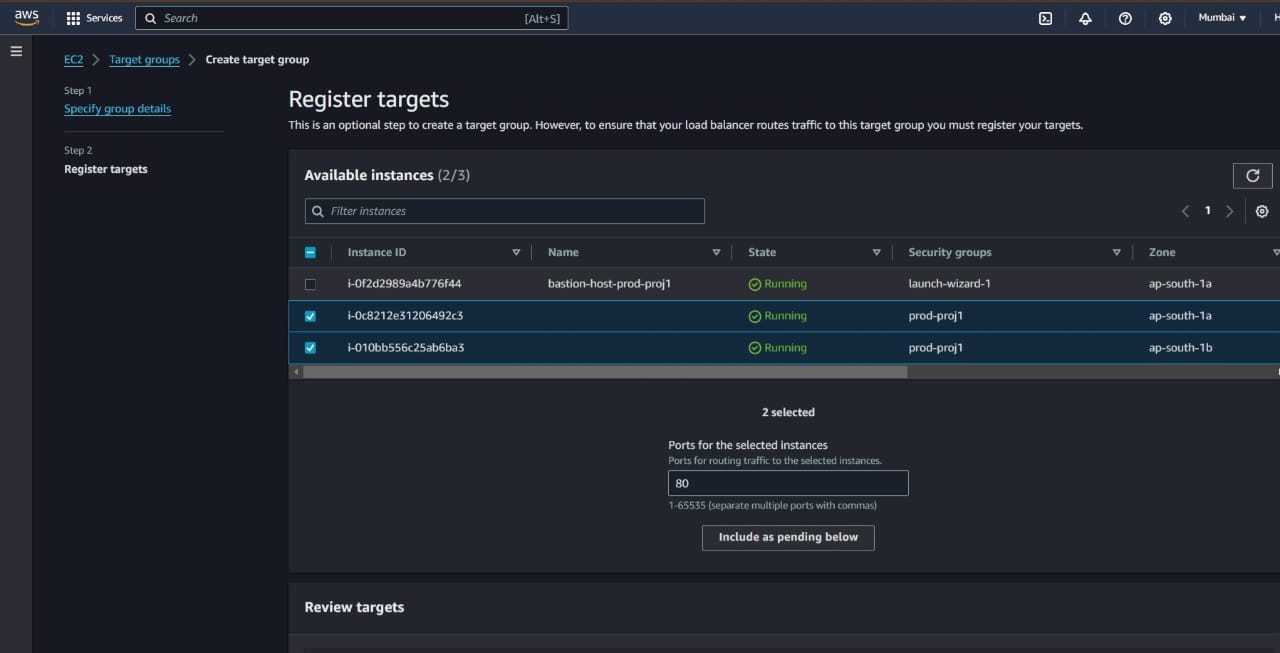 aws Services Search [Alt+S] Mumbai
EC2 Target groups Create target group
Step 1
Specify group details
Step 2
Register targets
Register targets
This is an optional step to create a target group. However, to ensure that your load balancer routes traffic to this target group you must register your targets.
Available instances (2/3)
Filter instances
1
Instance ID Name State Security groups Zone
i-0f2d2989a4b776f44 bastion-host-prod-proj1 Running launch-wizard-1 ap-south-1a
i-0c8212e31206492c3 Running prod-proj1 ap-south-1a
i-010bb556c25ab6ba3 Running prod-proj1 ap-south-1b
2 selected
Ports for the selected instances
Ports for routing traffic to the selected instances.
80
1-65535 (separate multiple ports with commas)
Include as pending below
Review targets